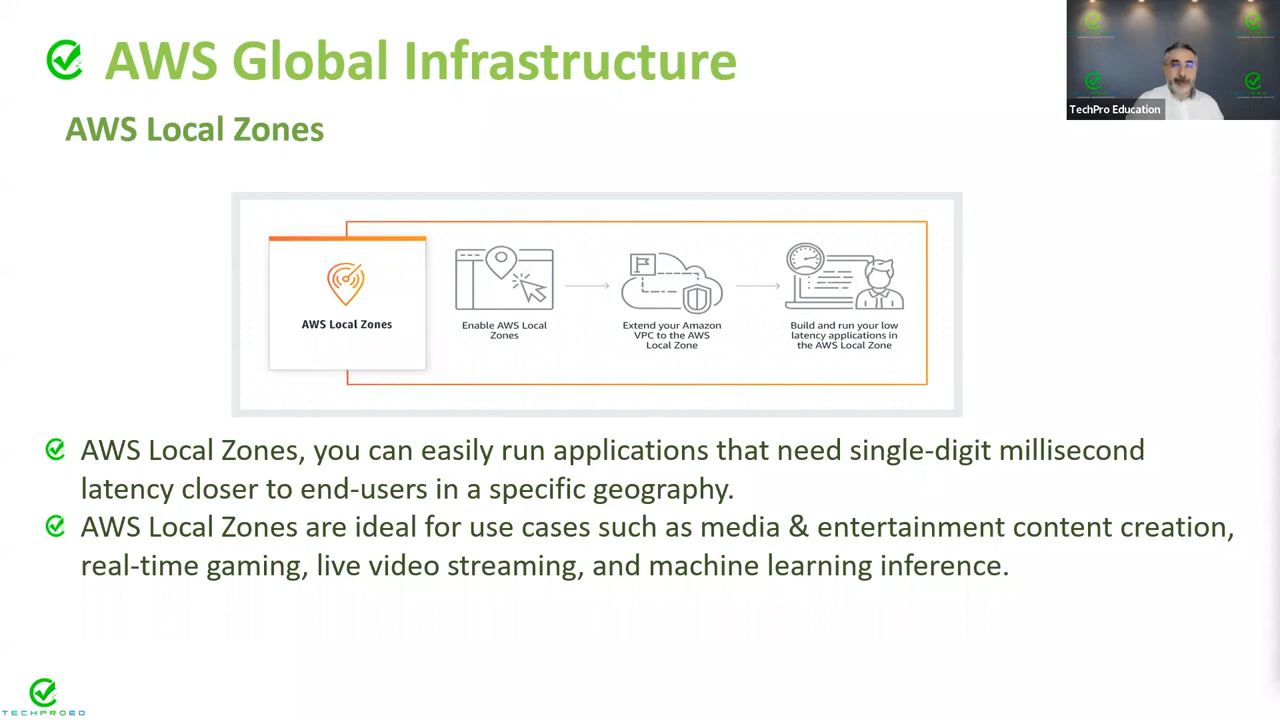 AWS Global Infrastructure
TechPro Education
AWS Local Zones
AWS Local Zones
Enable AWS Local
Zones
Extend your Amazon
VPC to the AWS
Local Zone
Build and run your low
latency applications in
the AWS Local Zone
AWS Local Zones, you can easily run applications that need single-digit millisecond
latency closer to end-users in a specific geography.
AWS Local Zones are ideal for use cases such as media & entertainment content creation,
real-time gaming, live video streaming, and machine learning inference.
TECHPROED